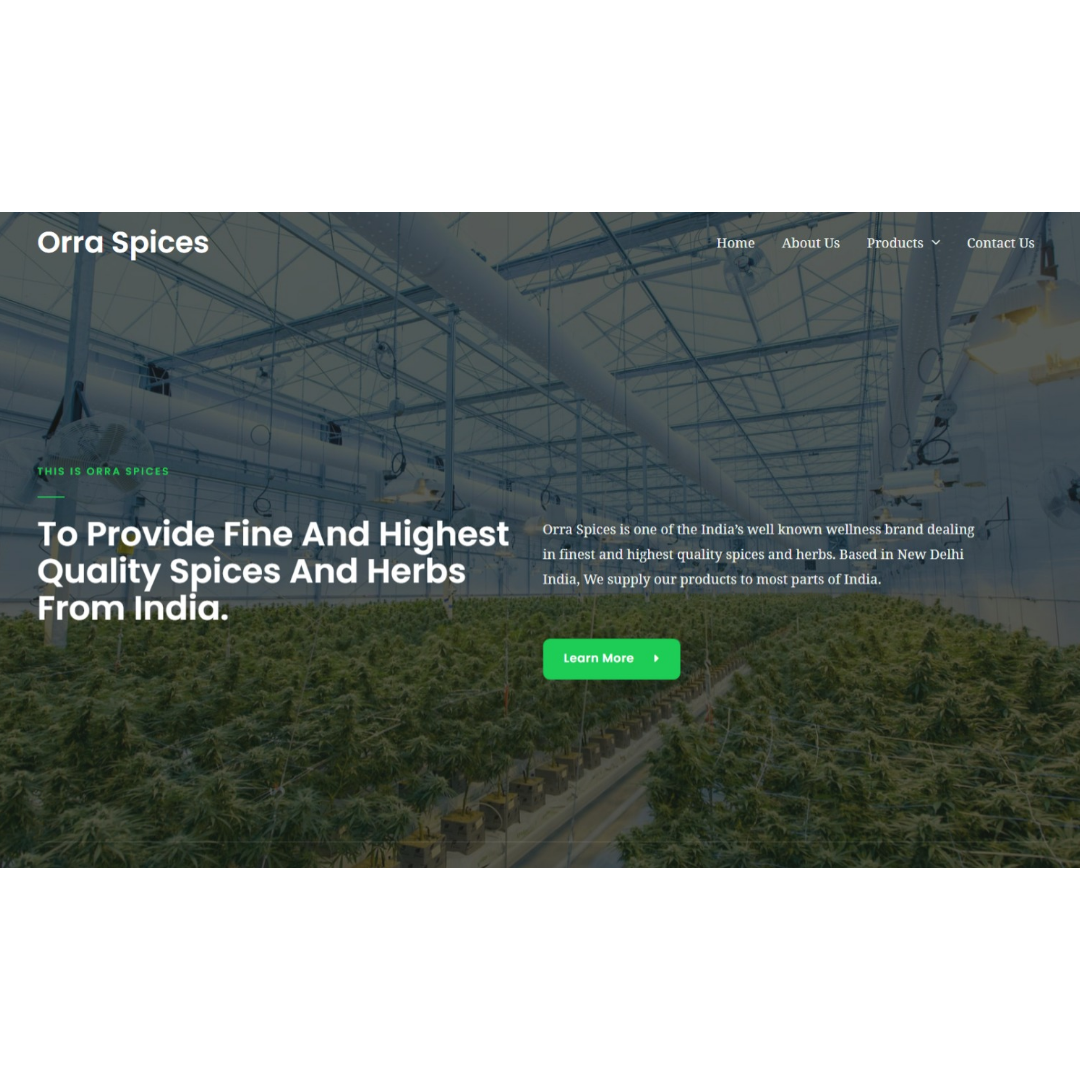 Orra Spices
Home About Us Products Contact Us
THIS IS ORRA SPICES
To Provide Fine And Highest
Quality Spices And Herbs
From India.
Orra Spices is one of the India’s well known wellness brand dealing
in finest and highest quality spices and herbs. Based in New Delhi
India, We supply our products to most parts of India.
Learn More